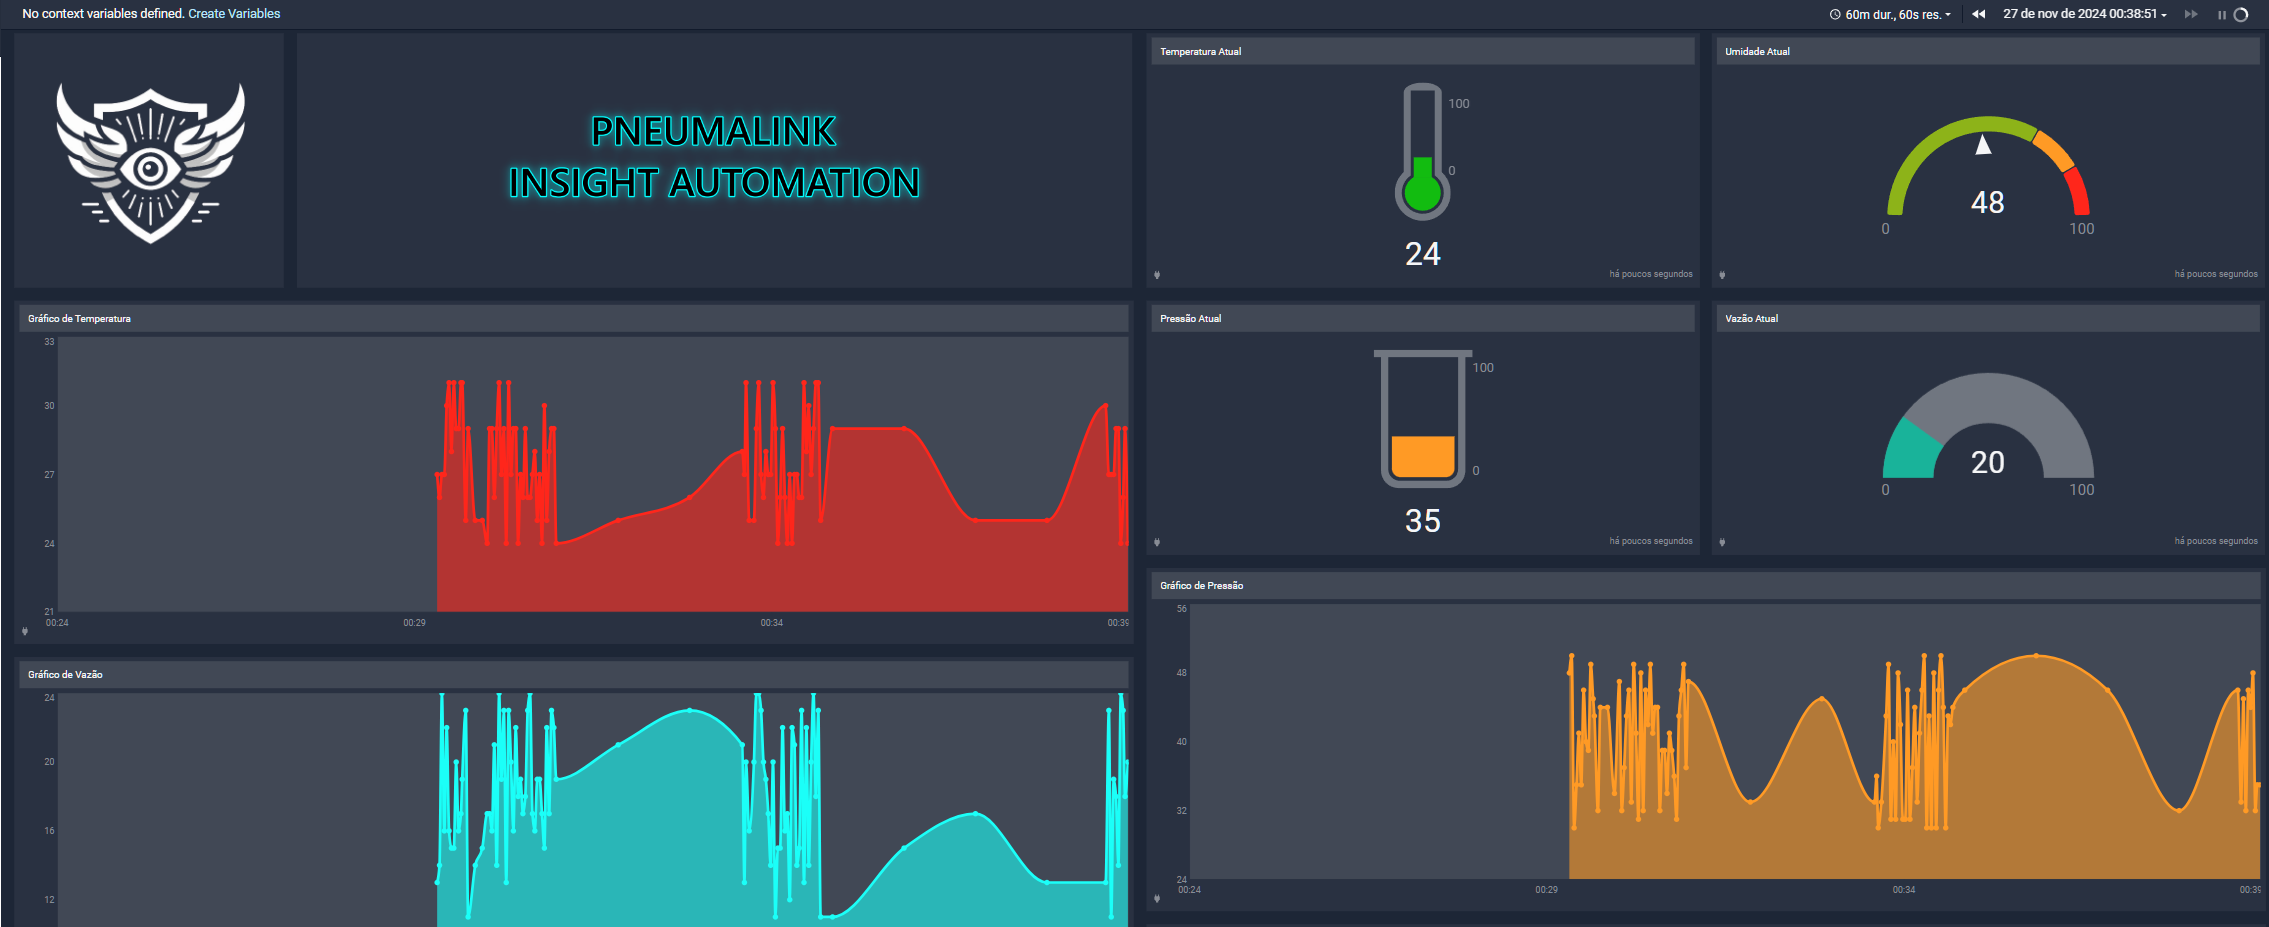 No context variables defined. Create Variables
60m dur., 60s res.
27 de nov de 2024 00:38:51
PNEUMALINK
INSIGHT AUTOMATION
Temperatura Atual
100
0
24
há poucos segundos
Umidade Atual
48
0
100
há poucos segundos
Gráfico de Temperatura
33
30
27
24
21
00:24
00:29
00:34
00:39
Pressão Atual
100
0
35
há poucos segundos
Vazão Atual
20
0
100
há poucos segundos
Gráfico de Vazão
24
20
16
12
Gráfico de Pressão
56
48
40
32
24
00:24
00:29
00:34
00:39